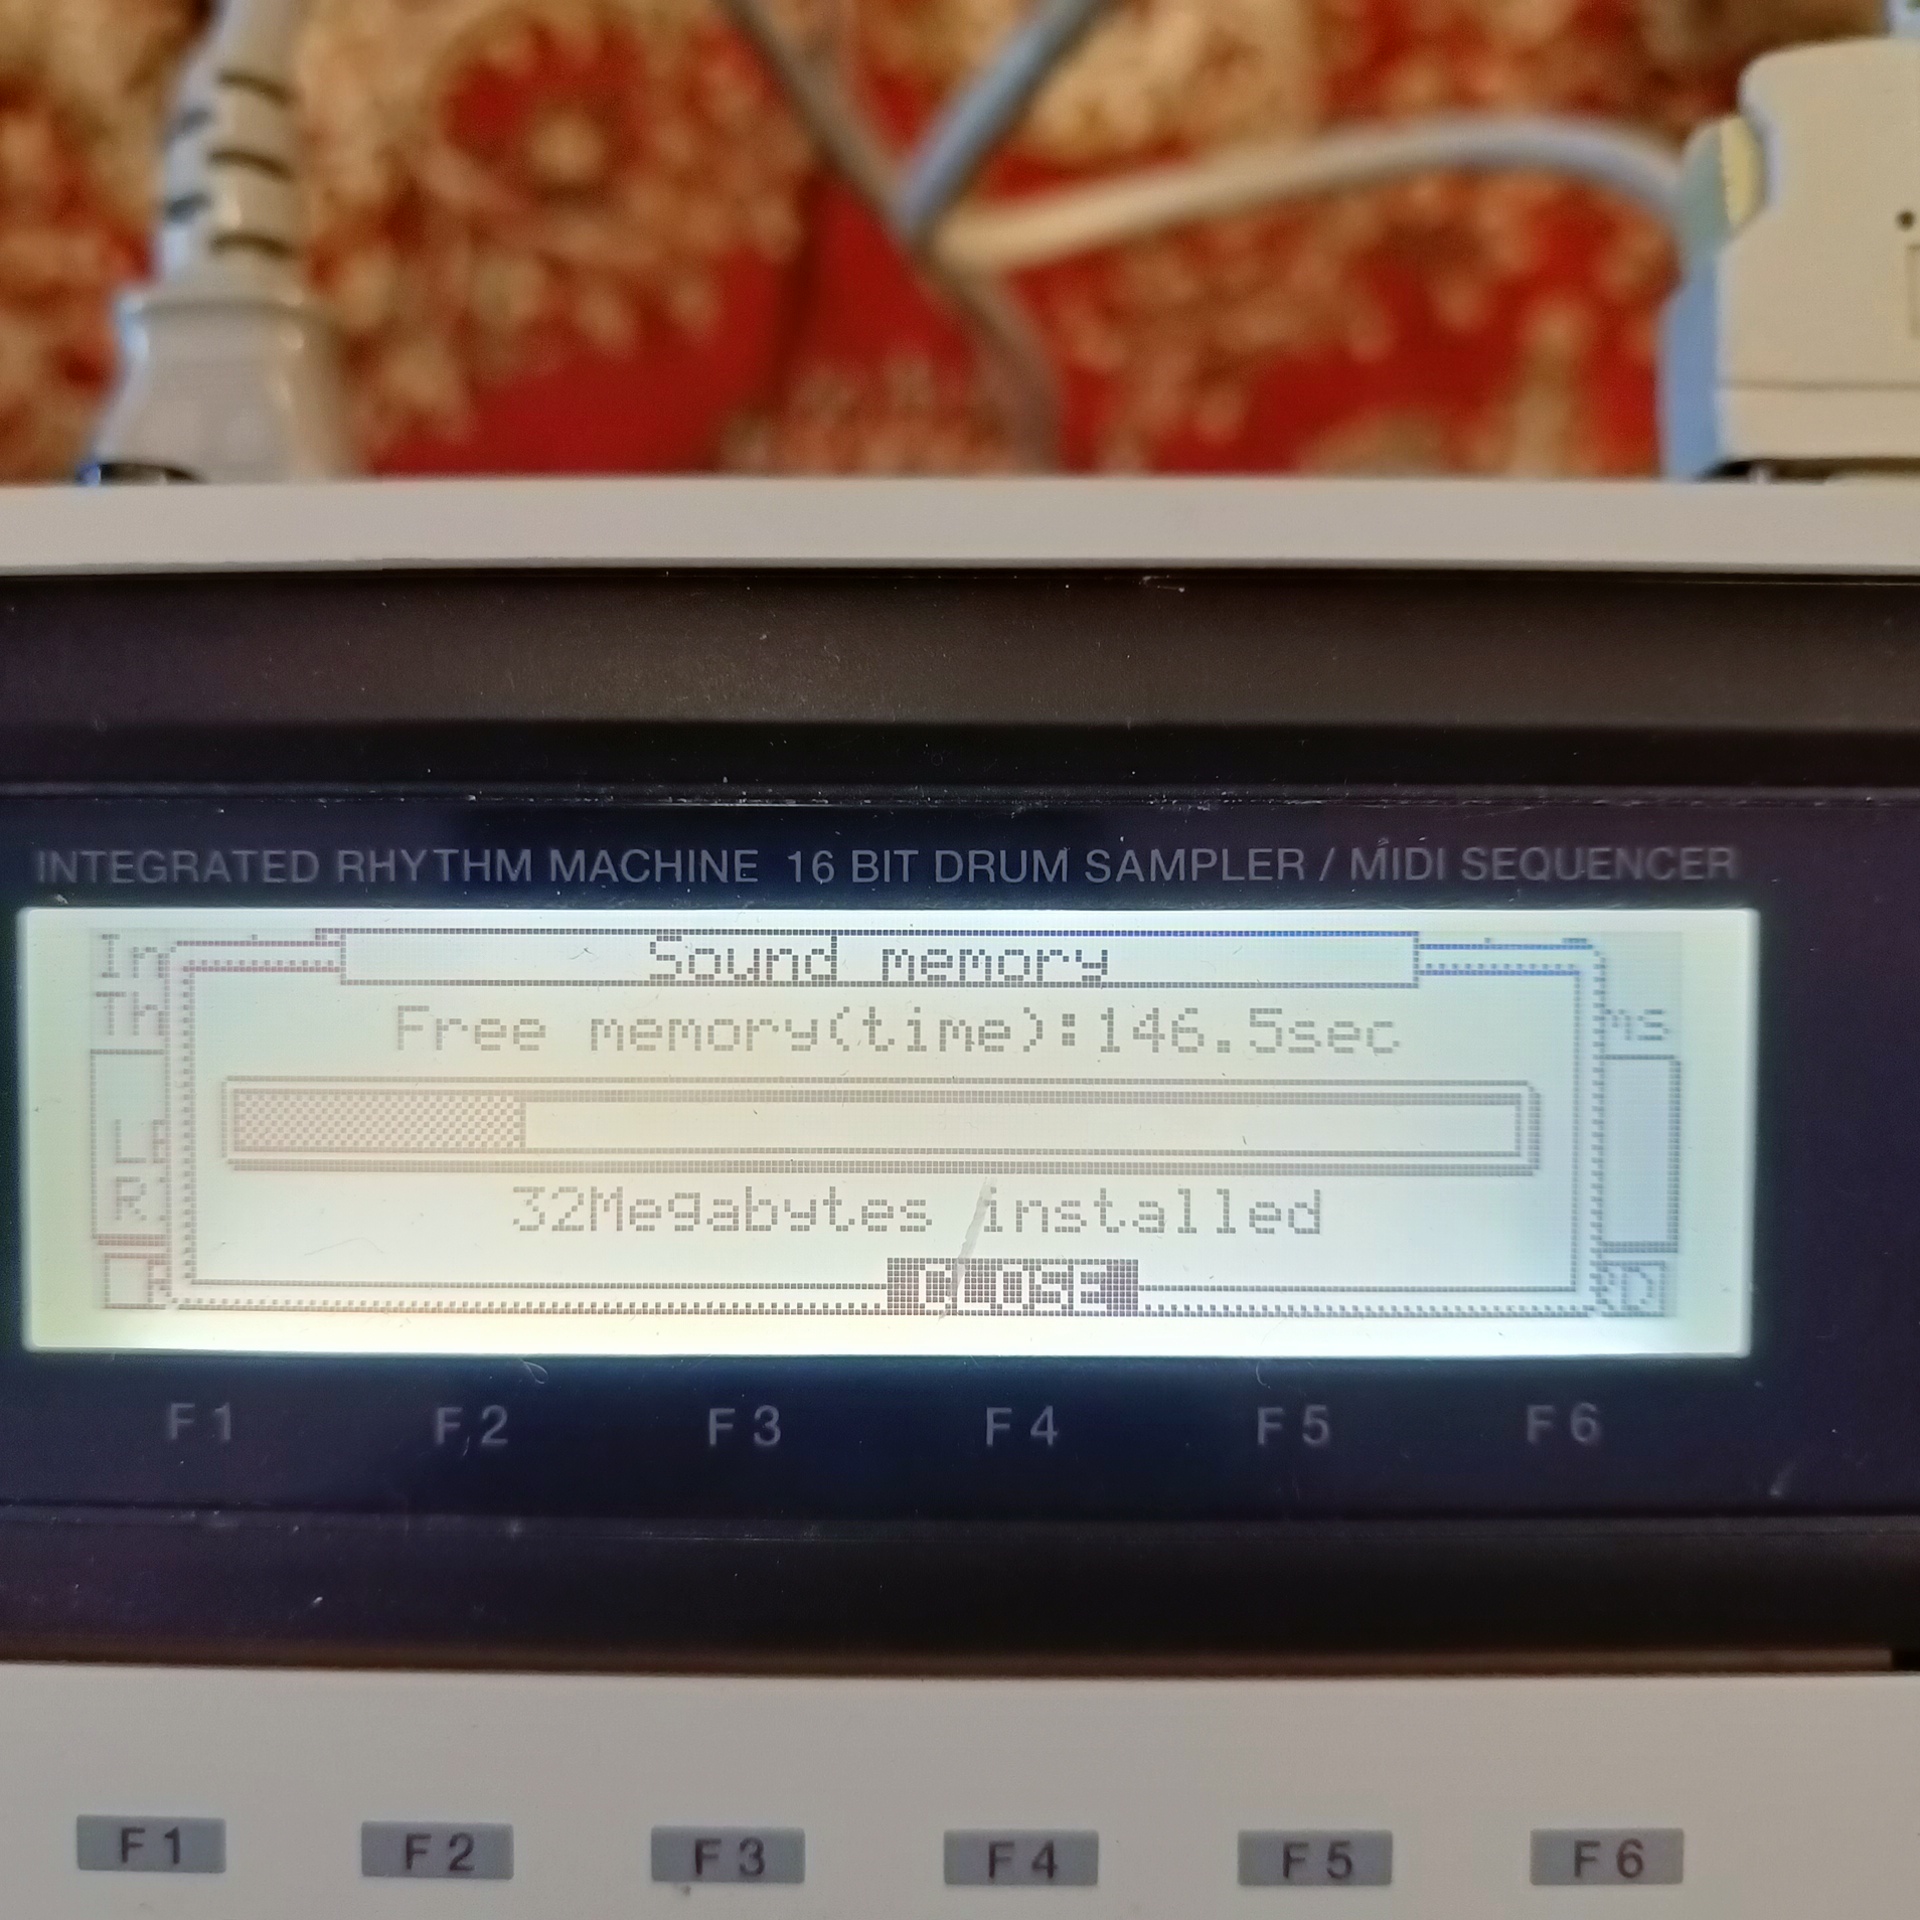 INTEGRATED RHYTHM MACHINE 16 BIT DRUM SAMPLER / MIDI SEQUENCER
Sound memory
Free memory(time):146.5sec
32Megabytes installed
CLOSE
F1 F2 F3 F4 F5 F6
F1 F2 F3 F4 F5 F6